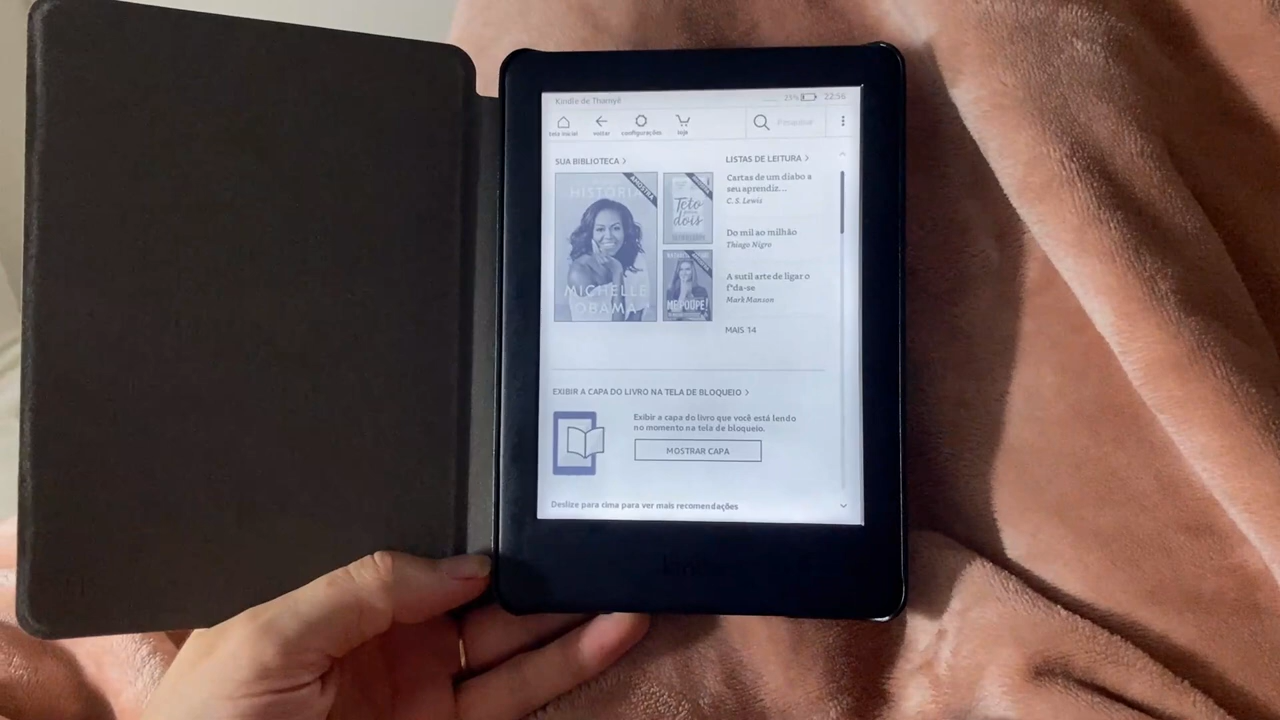 Kindle de Thamyê
23% 22:56
tela inicial voltar configurações loja Pesquisar
SUA BIBLIOTECA >
AMOSTRA
HISTÓRIA
MICHELLE
OBAMA
Teto
dois
ME POUPE!
LISTAS DE LEITURA >
Cartas de um diabo a
seu aprendiz...
C. S. Lewis
Do mil ao milhão
Thiago Nigro
A sutil arte de ligar o
f*da-se
Mark Manson
MAIS 14
EXIBIR A CAPA DO LIVRO NA TELA DE BLOQUEIO >
Exibir a capa do livro que você está lendo
no momento na tela de bloqueio.
MOSTRAR CAPA
Deslize para cima para ver mais recomendações